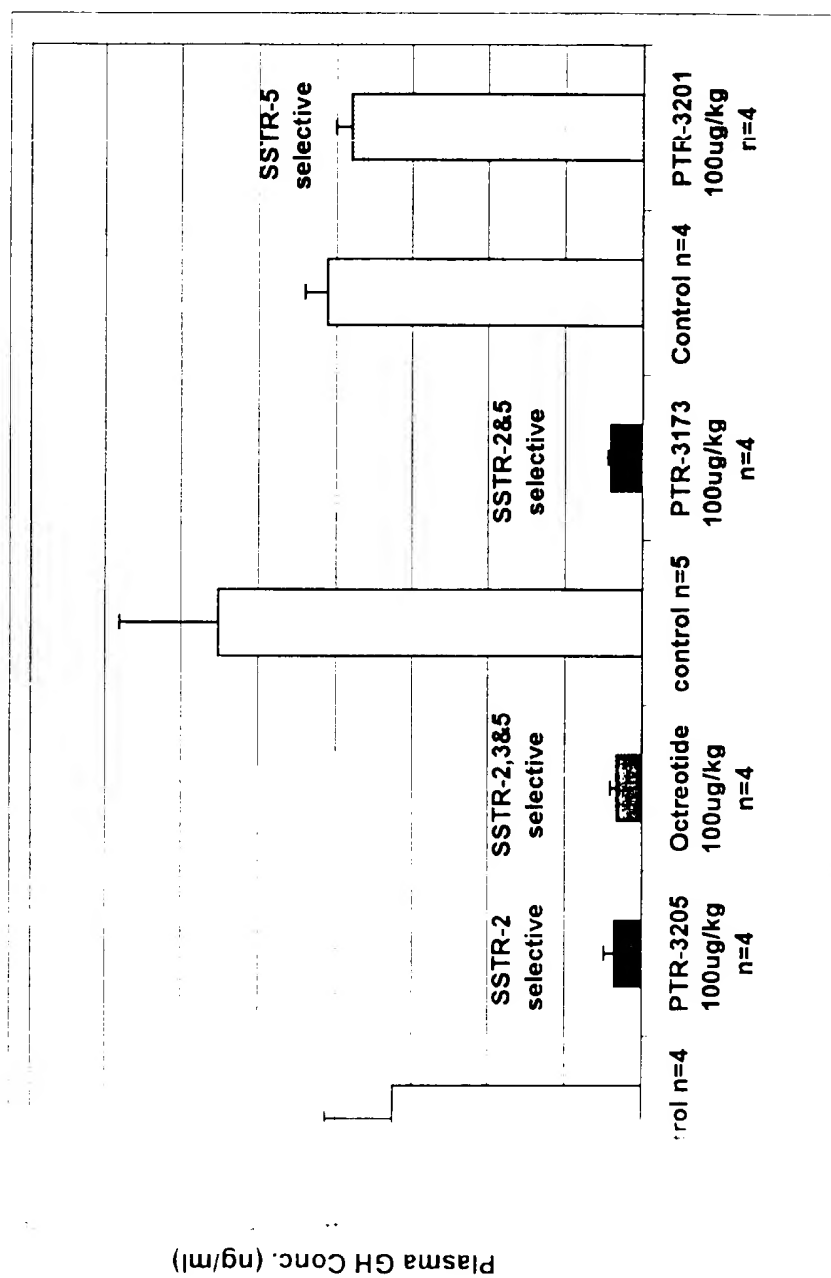 Plasma GH Conc. (ng/ml)
SSTR-2
selective
SSTR-2,3&5
selective
SSTR-2&5
selective
SSTR-5
selective
rol n=4
PTR-3205
100ug/kg
n=4
Octreotide
100ug/kg
n=4
control n=5
PTR-3173
100ug/kg
n=4
Control n=4
PTR-3201
100ug/kg
n=4